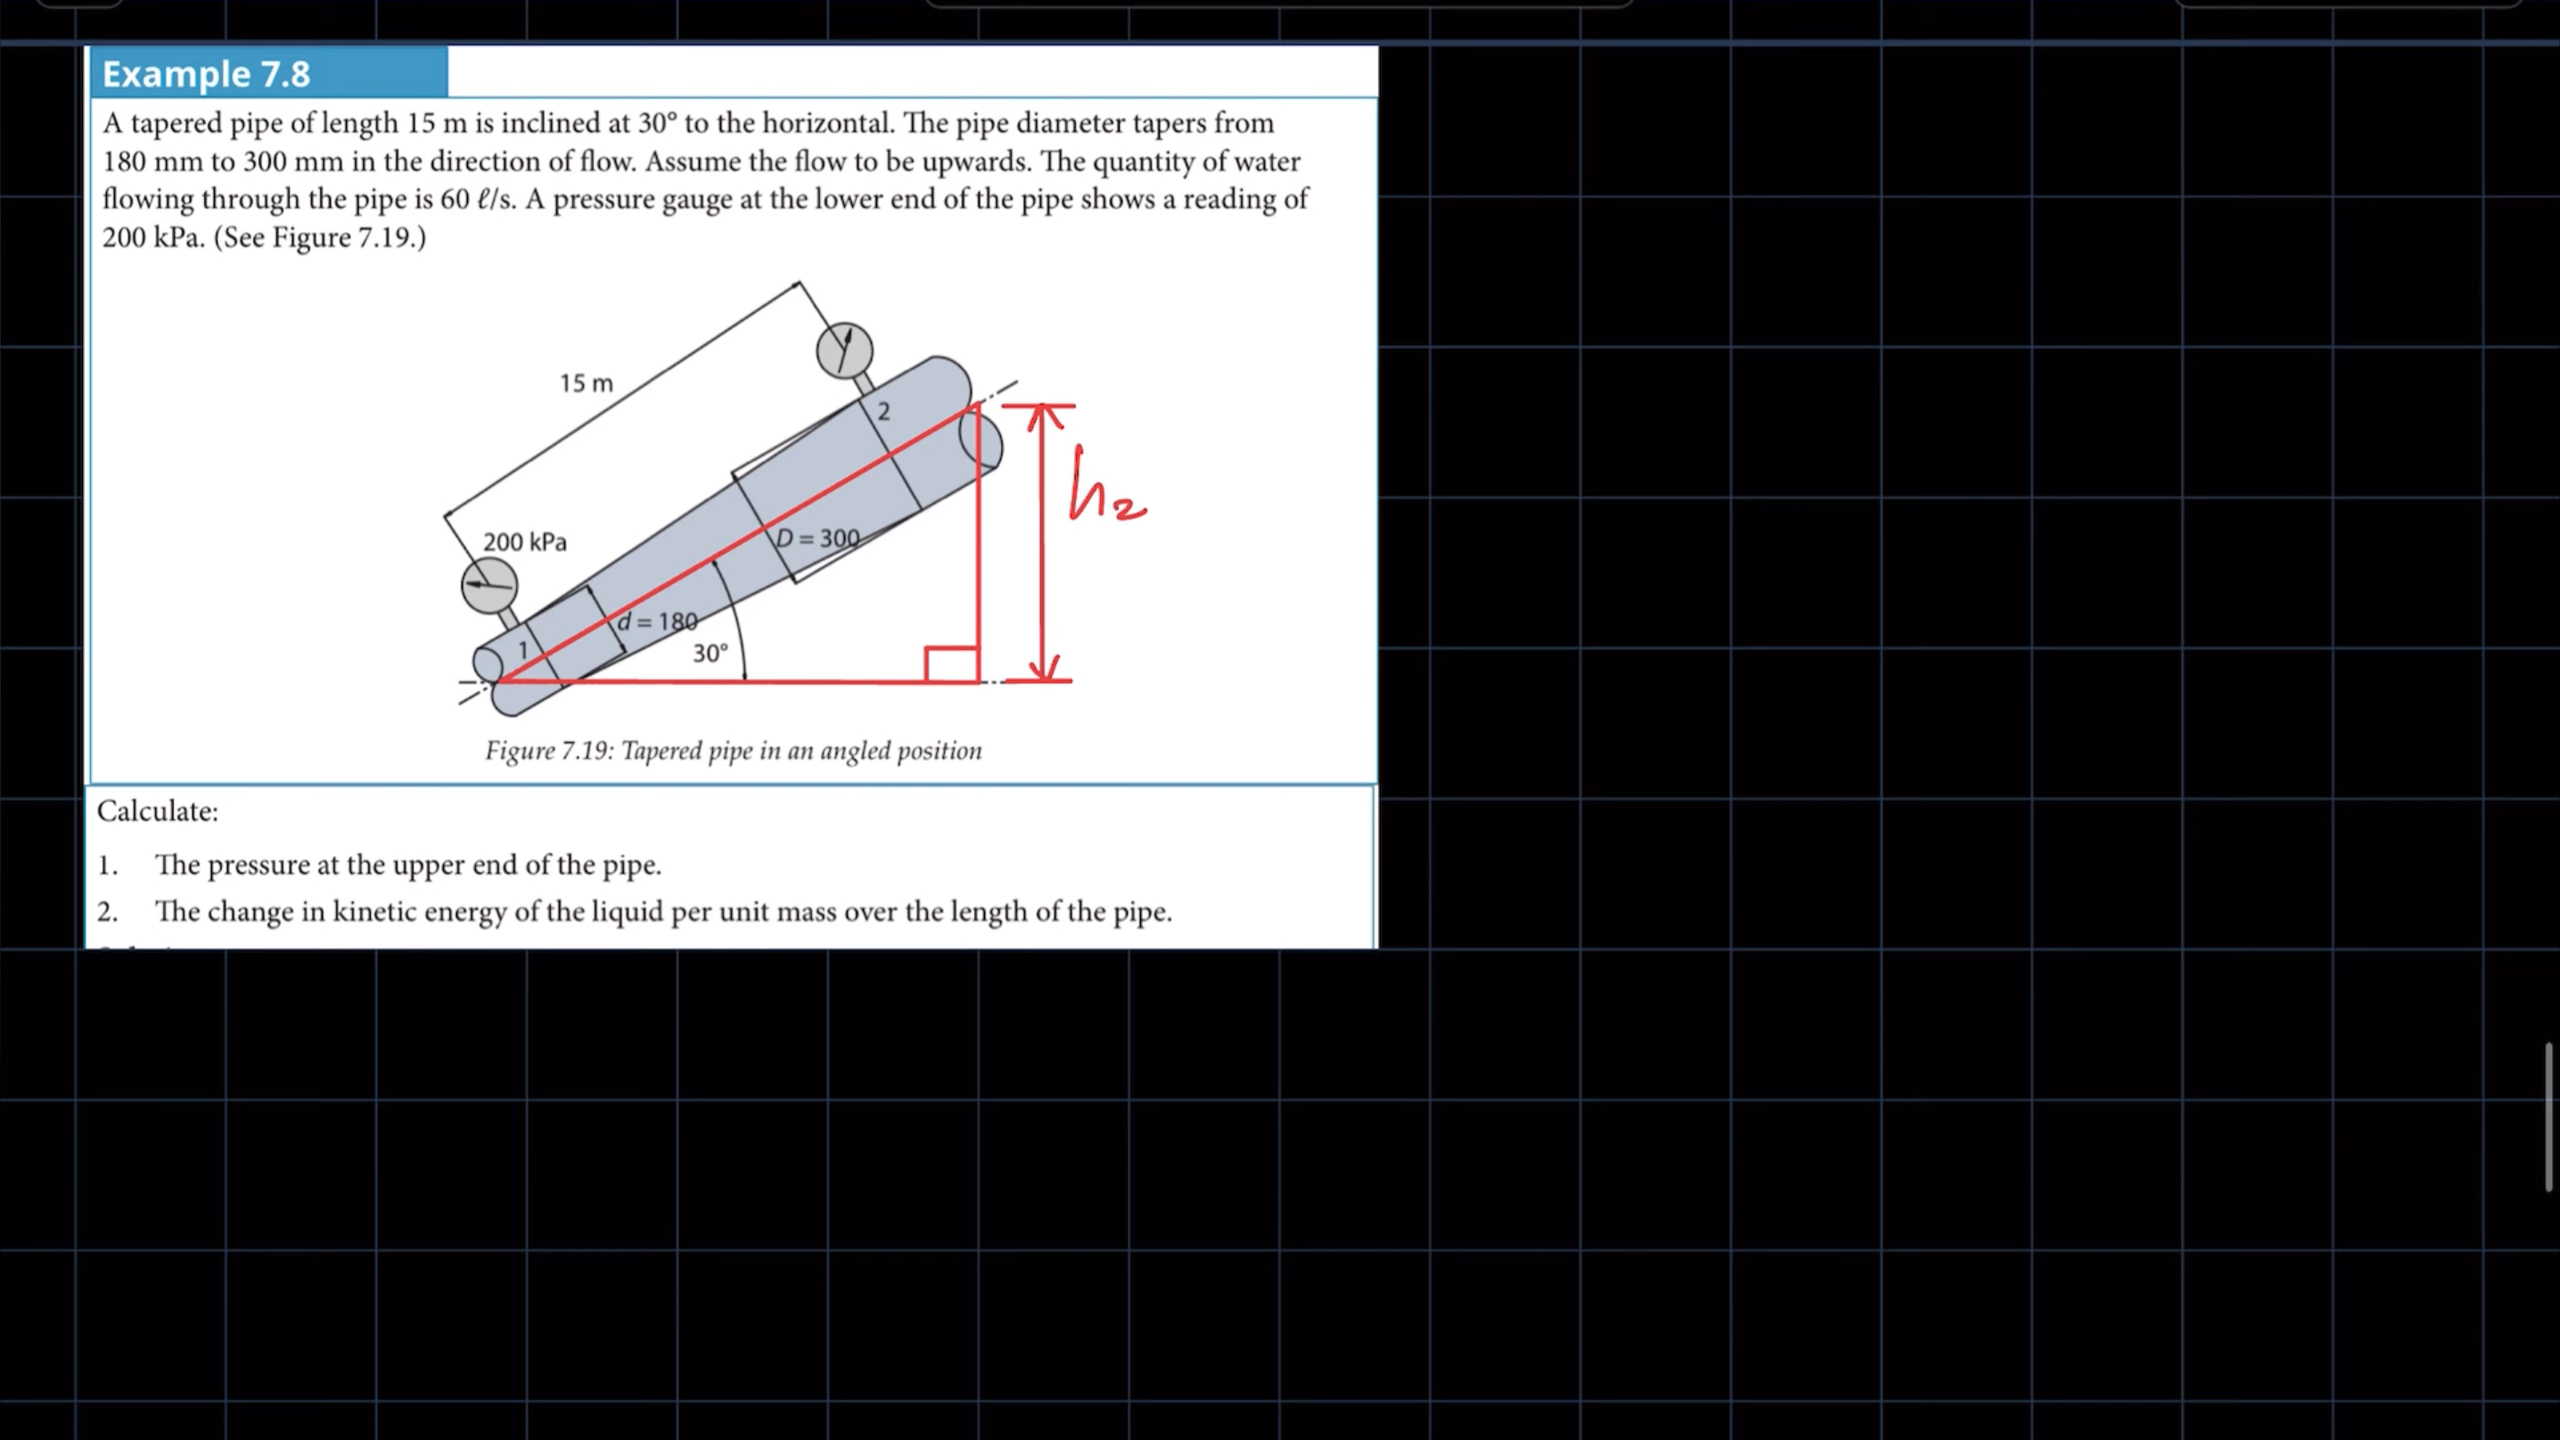 Example 7.8
A tapered pipe of length 15 m is inclined at 30° to the horizontal. The pipe diameter tapers from
180 mm to 300 mm in the direction of flow. Assume the flow to be upwards. The quantity of water
flowing through the pipe is 60 ℓ/s. A pressure gauge at the lower end of the pipe shows a reading of
200 kPa. (See Figure 7.19.)
15 m
2
h₂
200 kPa
D = 300
d = 180
1
30°
Figure 7.19: Tapered pipe in an angled position
Calculate:
1. The pressure at the upper end of the pipe.
2. The change in kinetic energy of the liquid per unit mass over the length of the pipe.